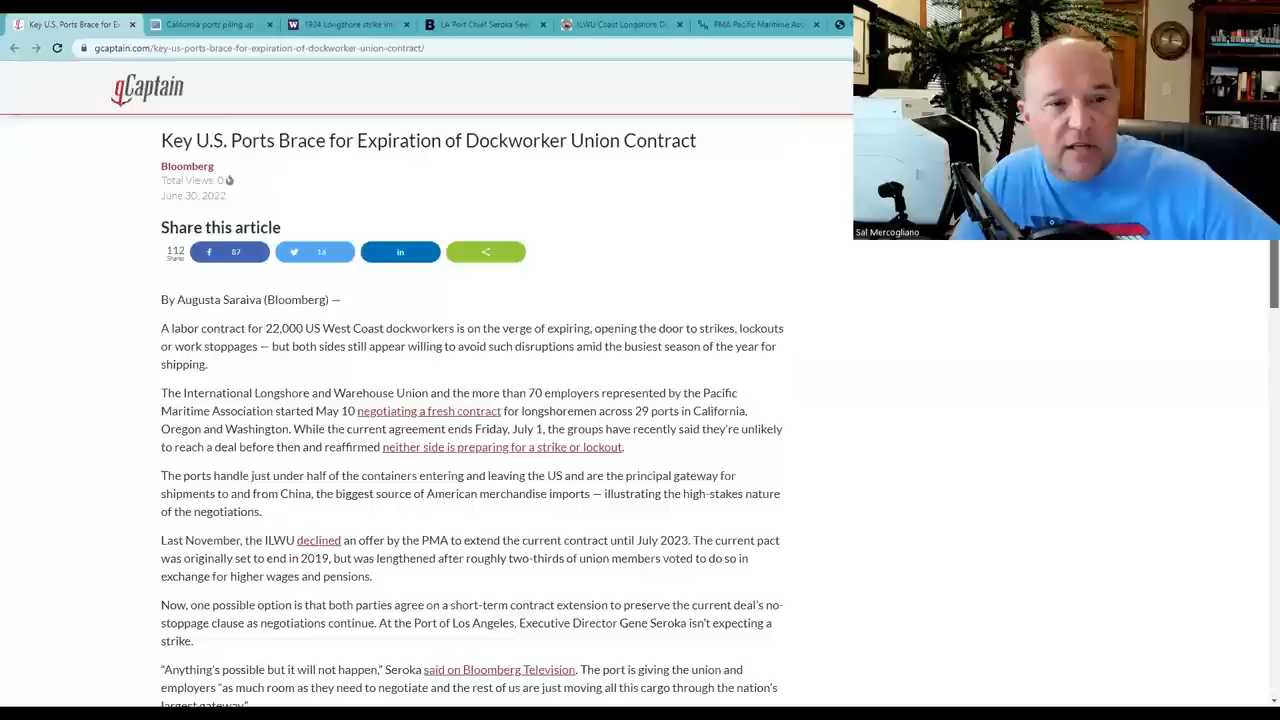 Key U.S. Ports Brace for Ex
California ports piling up
1934 Longshore strike int
LA Port Chief Seroka See
ILWU Coast Longshore D
PMA Pacific Maritime Ass
gcaptain.com/key-us-ports-brace-for-expiration-of-dockworker-union-contract/
gCaptain
Key U.S. Ports Brace for Expiration of Dockworker Union Contract
Bloomberg
Total Views: 0
June 30, 2022
Share this article
112
Shares
87
16
in
By Augusta Saraiva (Bloomberg) —
A labor contract for 22,000 US West Coast dockworkers is on the verge of expiring, opening the door to strikes, lockouts
or work stoppages — but both sides still appear willing to avoid such disruptions amid the busiest season of the year for
shipping.
The International Longshore and Warehouse Union and the more than 70 employers represented by the Pacific
Maritime Association started May 10 negotiating a fresh contract for longshoremen across 29 ports in California,
Oregon and Washington. While the current agreement ends Friday, July 1, the groups have recently said they're unlikely
to reach a deal before then and reaffirmed neither side is preparing for a strike or lockout.
The ports handle just under half of the containers entering and leaving the US and are the principal gateway for
shipments to and from China, the biggest source of American merchandise imports — illustrating the high-stakes nature
of the negotiations.
Last November, the ILWU declined an offer by the PMA to extend the current contract until July 2023. The current pact
was originally set to end in 2019, but was lengthened after roughly two-thirds of union members voted to do so in
exchange for higher wages and pensions.
Now, one possible option is that both parties agree on a short-term contract extension to preserve the current deal's no-
stoppage clause as negotiations continue. At the Port of Los Angeles, Executive Director Gene Seroka isn't expecting a
strike.
“Anything's possible but it will not happen,” Seroka said on Bloomberg Television. The port is giving the union and
employers “as much room as they need to negotiate and the rest of us are just moving all this cargo through the nation's
largest gateway.”
Sal Mercogliano